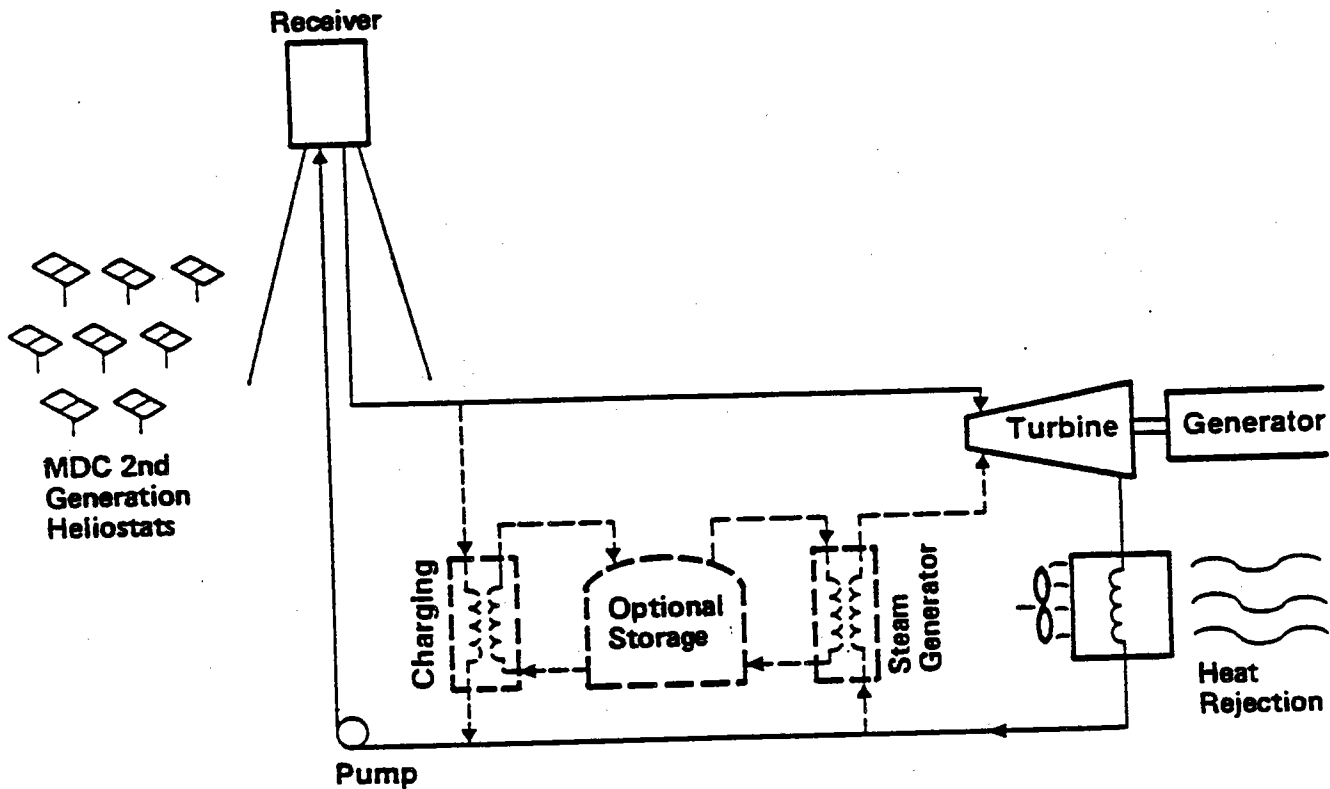 Receiver
MDC 2nd
Generation
Heliostats
Turbine
Generator
Charging
Optional
Storage
Steam
Generator
Heat
Rejection
Pump